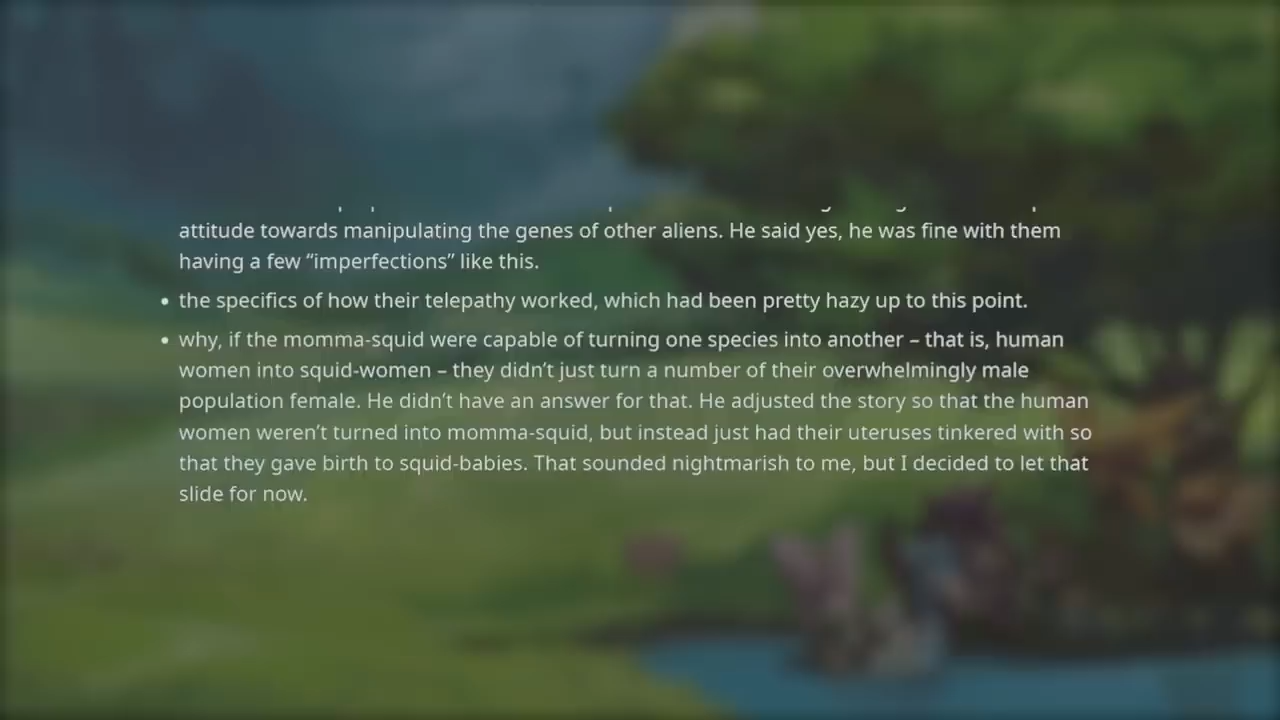 attitude towards manipulating the genes of other aliens. He said yes, he was fine with them
having a few “imperfections” like this.
• the specifics of how their telepathy worked, which had been pretty hazy up to this point.
• why, if the momma-squid were capable of turning one species into another – that is, human
women into squid-women – they didn’t just turn a number of their overwhelmingly male
population female. He didn’t have an answer for that. He adjusted the story so that the human
women weren’t turned into momma-squid, but instead just had their uteruses tinkered with so
that they gave birth to squid-babies. That sounded nightmarish to me, but I decided to let that
slide for now.